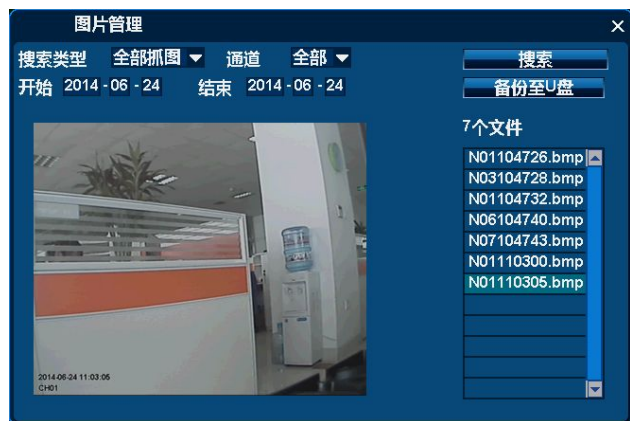 图片管理
搜索类型 全部抓图 通道 全部 搜索
开始 2014-06-24 结束 2014-06-24 备份至U盘
7个文件
N01104726.bmp
N03104728.bmp
N01104732.bmp
N06104740.bmp
N07104743.bmp
N01110300.bmp
N01110305.bmp
2014-06-24 11:03:05
CH01